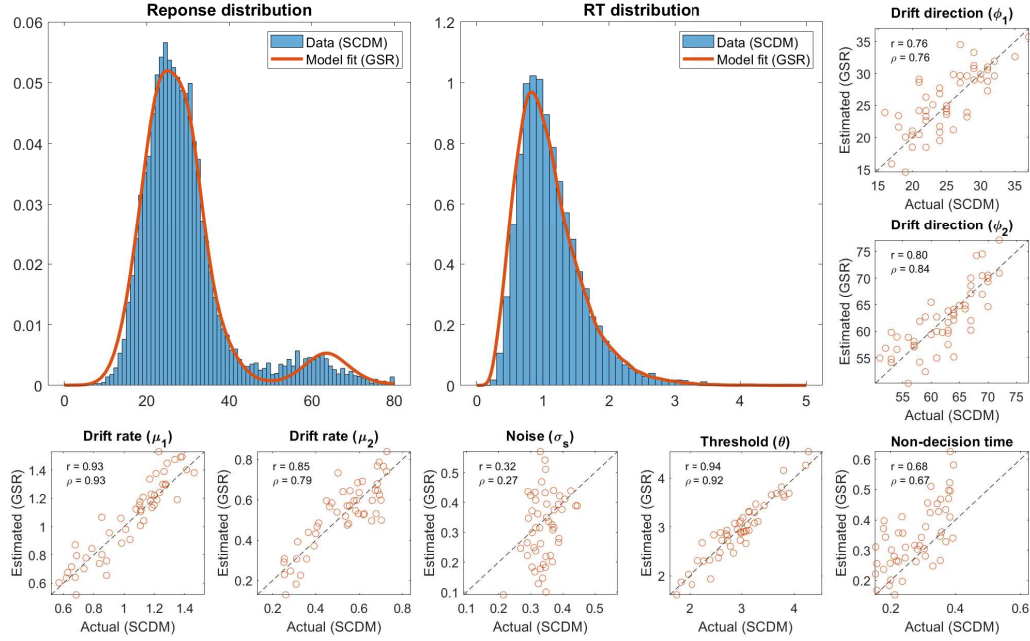 Reponse distribution
Data (SCDM)
Model fit (GSR)
0.06
0.05
0.04
0.03
0.02
0.01
0
0 20 40 60 80
RT distribution
Data (SCDM)
Model fit (GSR)
1.2
1
0.8
0.6
0.4
0.2
0
0 1 2 3 4 5
Drift direction (ϕ1)
r = 0.76
ρ = 0.76
Estimated (GSR)
35
30
25
20
15
15 20 25 30 35
Actual (SCDM)
Drift direction (ϕ2)
r = 0.80
ρ = 0.84
Estimated (GSR)
75
70
65
60
55
55 60 65 70 75
Actual (SCDM)
Drift rate (μ1)
r = 0.93
ρ = 0.93
Estimated (GSR)
1.4
1.2
1
0.8
0.6
0.6 0.8 1 1.2 1.4
Actual (SCDM)
Drift rate (μ2)
r = 0.85
ρ = 0.79
Estimated (GSR)
0.8
0.6
0.4
0.2
0.2 0.4 0.6 0.8
Actual (SCDM)
Noise (σs)
r = 0.32
ρ = 0.27
Estimated (GSR)
0.5
0.4
0.3
0.2
0.1
0.1 0.2 0.3 0.4 0.5
Actual (SCDM)
Threshold (θ)
r = 0.94
ρ = 0.92
Estimated (GSR)
4
3
2
2 3 4
Actual (SCDM)
Non-decision time
r = 0.68
ρ = 0.67
Estimated (GSR)
0.6
0.5
0.4
0.3
0.2
0.2 0.4 0.6
Actual (SCDM)